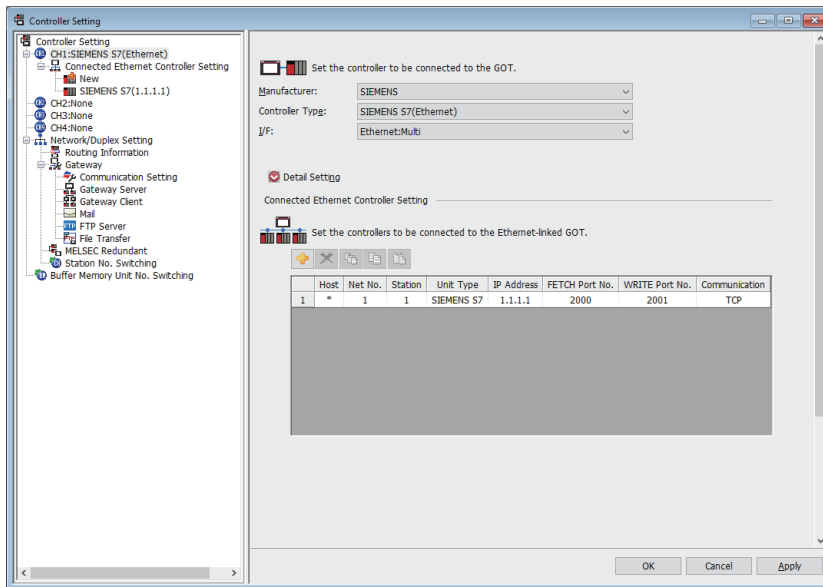 Controller Setting
Controller Setting
CH1:SIEMENS S7(Ethernet)
Connected Ethernet Controller Setting
New
SIEMENS S7(1.1.1.1)
CH2:None
CH3:None
CH4:None
Network/Duplex Setting
Routing Information
Gateway
Communication Setting
Gateway Server
Gateway Client
Mail
FTP Server
File Transfer
MELSEC Redundant
Station No. Switching
Buffer Memory Unit No. Switching
Set the controller to be connected to the GOT.
Manufacturer: SIEMENS
Controller Type: SIEMENS S7(Ethernet)
I/F: Ethernet:Multi
Detail Setting
Connected Ethernet Controller Setting
Set the controllers to be connected to the Ethernet-linked GOT.
Host Net No. Station Unit Type IP Address FETCH Port No. WRITE Port No. Communication
1 * 1 1 SIEMENS S7 1.1.1.1 2000 2001 TCP
OK Cancel Apply